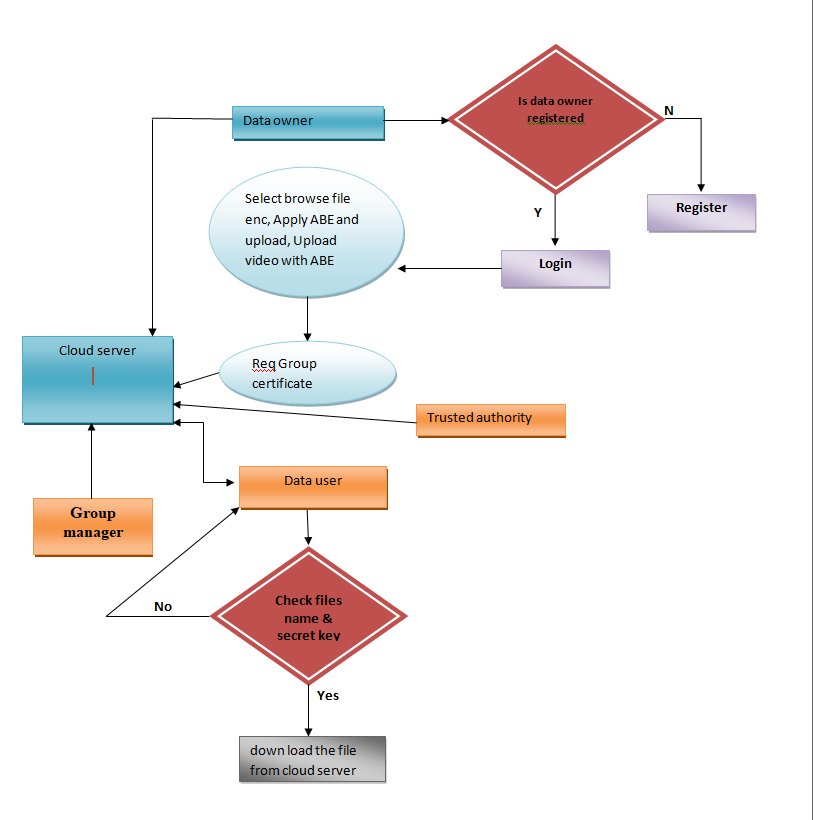 Is data owner
registered
N
Data owner
Select browse file
enc, Apply ABE and
upload, Upload
video with ABE
Y
Register
Login
Cloud server
Req Group
certificate
Trusted authority
Data user
Group
manager
No
Check files
name &
secret key
Yes
down load the file
from cloud server